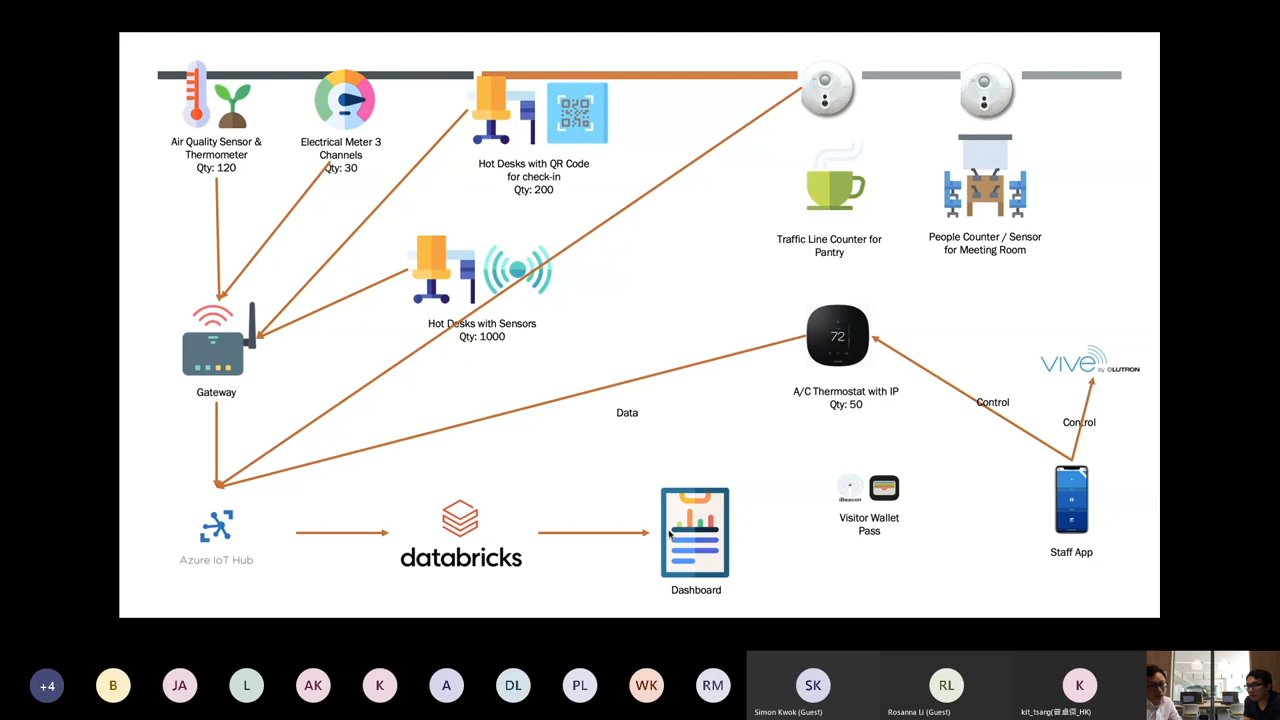 Air Quality Sensor &
Thermometer
Qty: 120
Electrical Meter 3
Channels
Qty: 30
Hot Desks with QR Code
for check-in
Qty: 200
Traffic Line Counter for
Pantry
People Counter / Sensor
for Meeting Room
Hot Desks with Sensors
Qty: 1000
Gateway
72
A/C Thermostat with IP
Qty: 50
VIVE by LUTRON
Data
Control
Control
iBeacon
Visitor Wallet
Pass
Staff App
Azure IoT Hub
databricks
Dashboard
+4
B
JA
L
AK
K
A
DL
PL
WK
RM
SK
RL
K
Simon Kwok (Guest)
Rosanna Li (Guest)